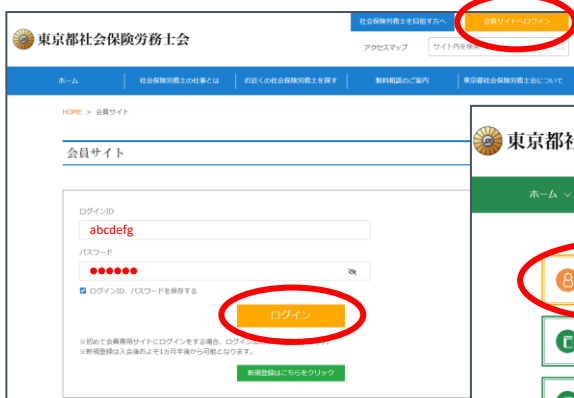 社会保険労務士を目指す方へ
会員サイトへログイン
東京都社会保険労務士会
アクセスマップ
サイト内を検索
ホーム
社会保険労務士の仕事とは
お近くの社会保険労務士を探す
無料相談のご案内
東京都社会保険労務士会について
HOME > 会員サイト
会員サイト
東京都社
ホーム
ログインID
abcdefg
パスワード
●●●●●●
ログインID、パスワードを保存する
ログイン
※初めて会員専用サイトにログインをする場合、ログイン
※新規登録は入会後およそ1カ月半後から可能となります。
新規登録はこちらをクリック